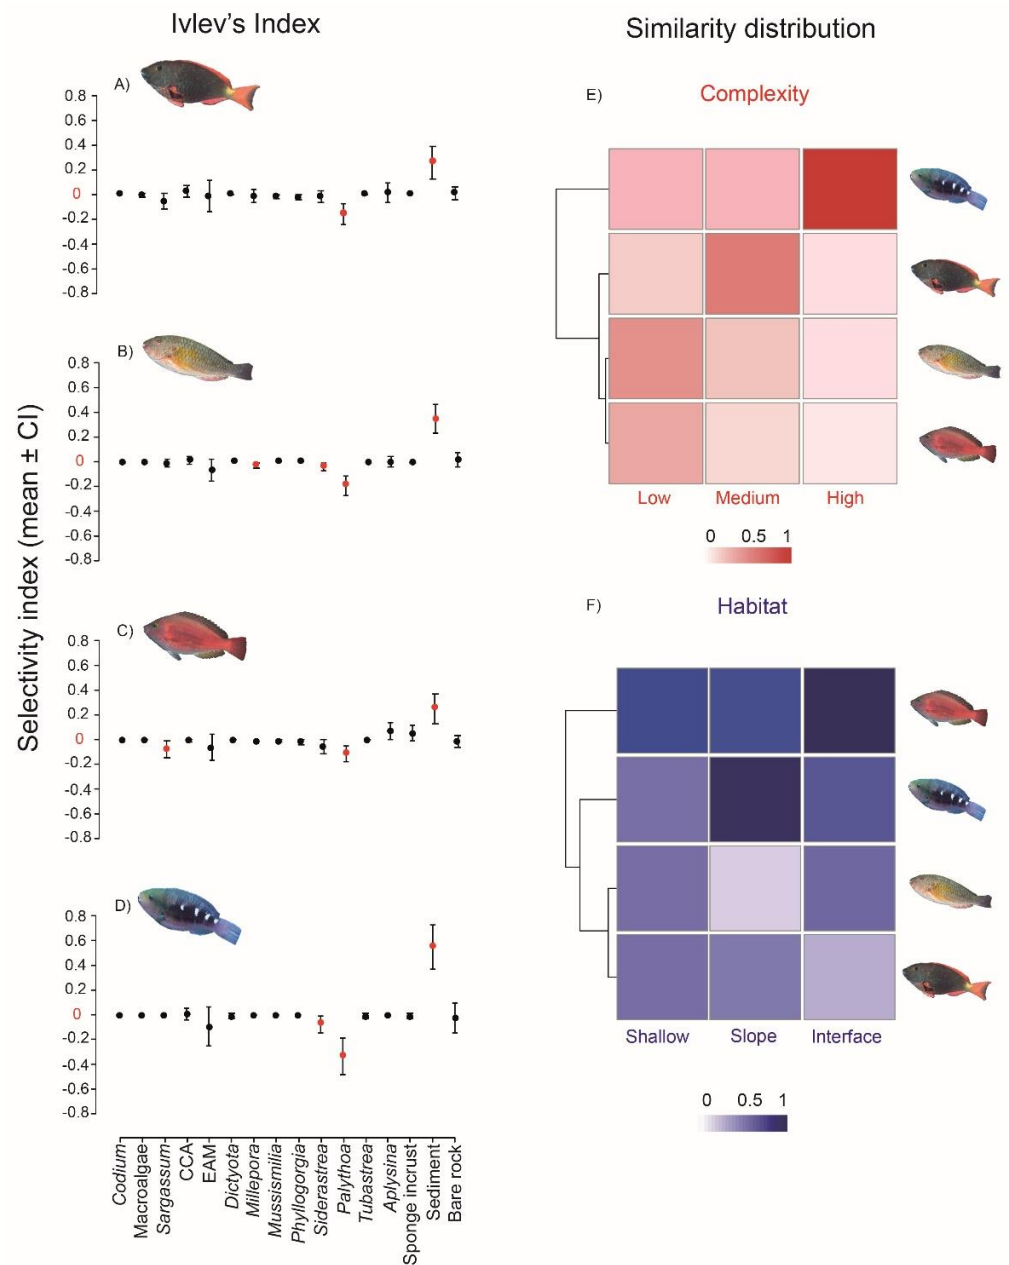 Ivlev's Index
Similarity distribution
Selectivity index (mean ± CI)
A)
0.8
0.6
0.4
0.2
0
-0.2
-0.4
-0.6
-0.8
B)
0.8
0.6
0.4
0.2
0
-0.2
-0.4
-0.6
-0.8
C)
0.8
0.6
0.4
0.2
0
-0.2
-0.4
-0.6
-0.8
D)
0.8
0.6
0.4
0.2
0
-0.2
-0.4
-0.6
-0.8
Codium
Macroalgae
Sargassum
CCA
EAM
Dictyota
Millepora
Mussismilia
Phyllogorgia
Siderastrea
Palythoa
Tubastrea
Aplysina
Sponge incrust
Sediment
Bare rock
E)
Complexity
Low Medium High
0 0.5 1
F)
Habitat
Shallow Slope Interface
0 0.5 1